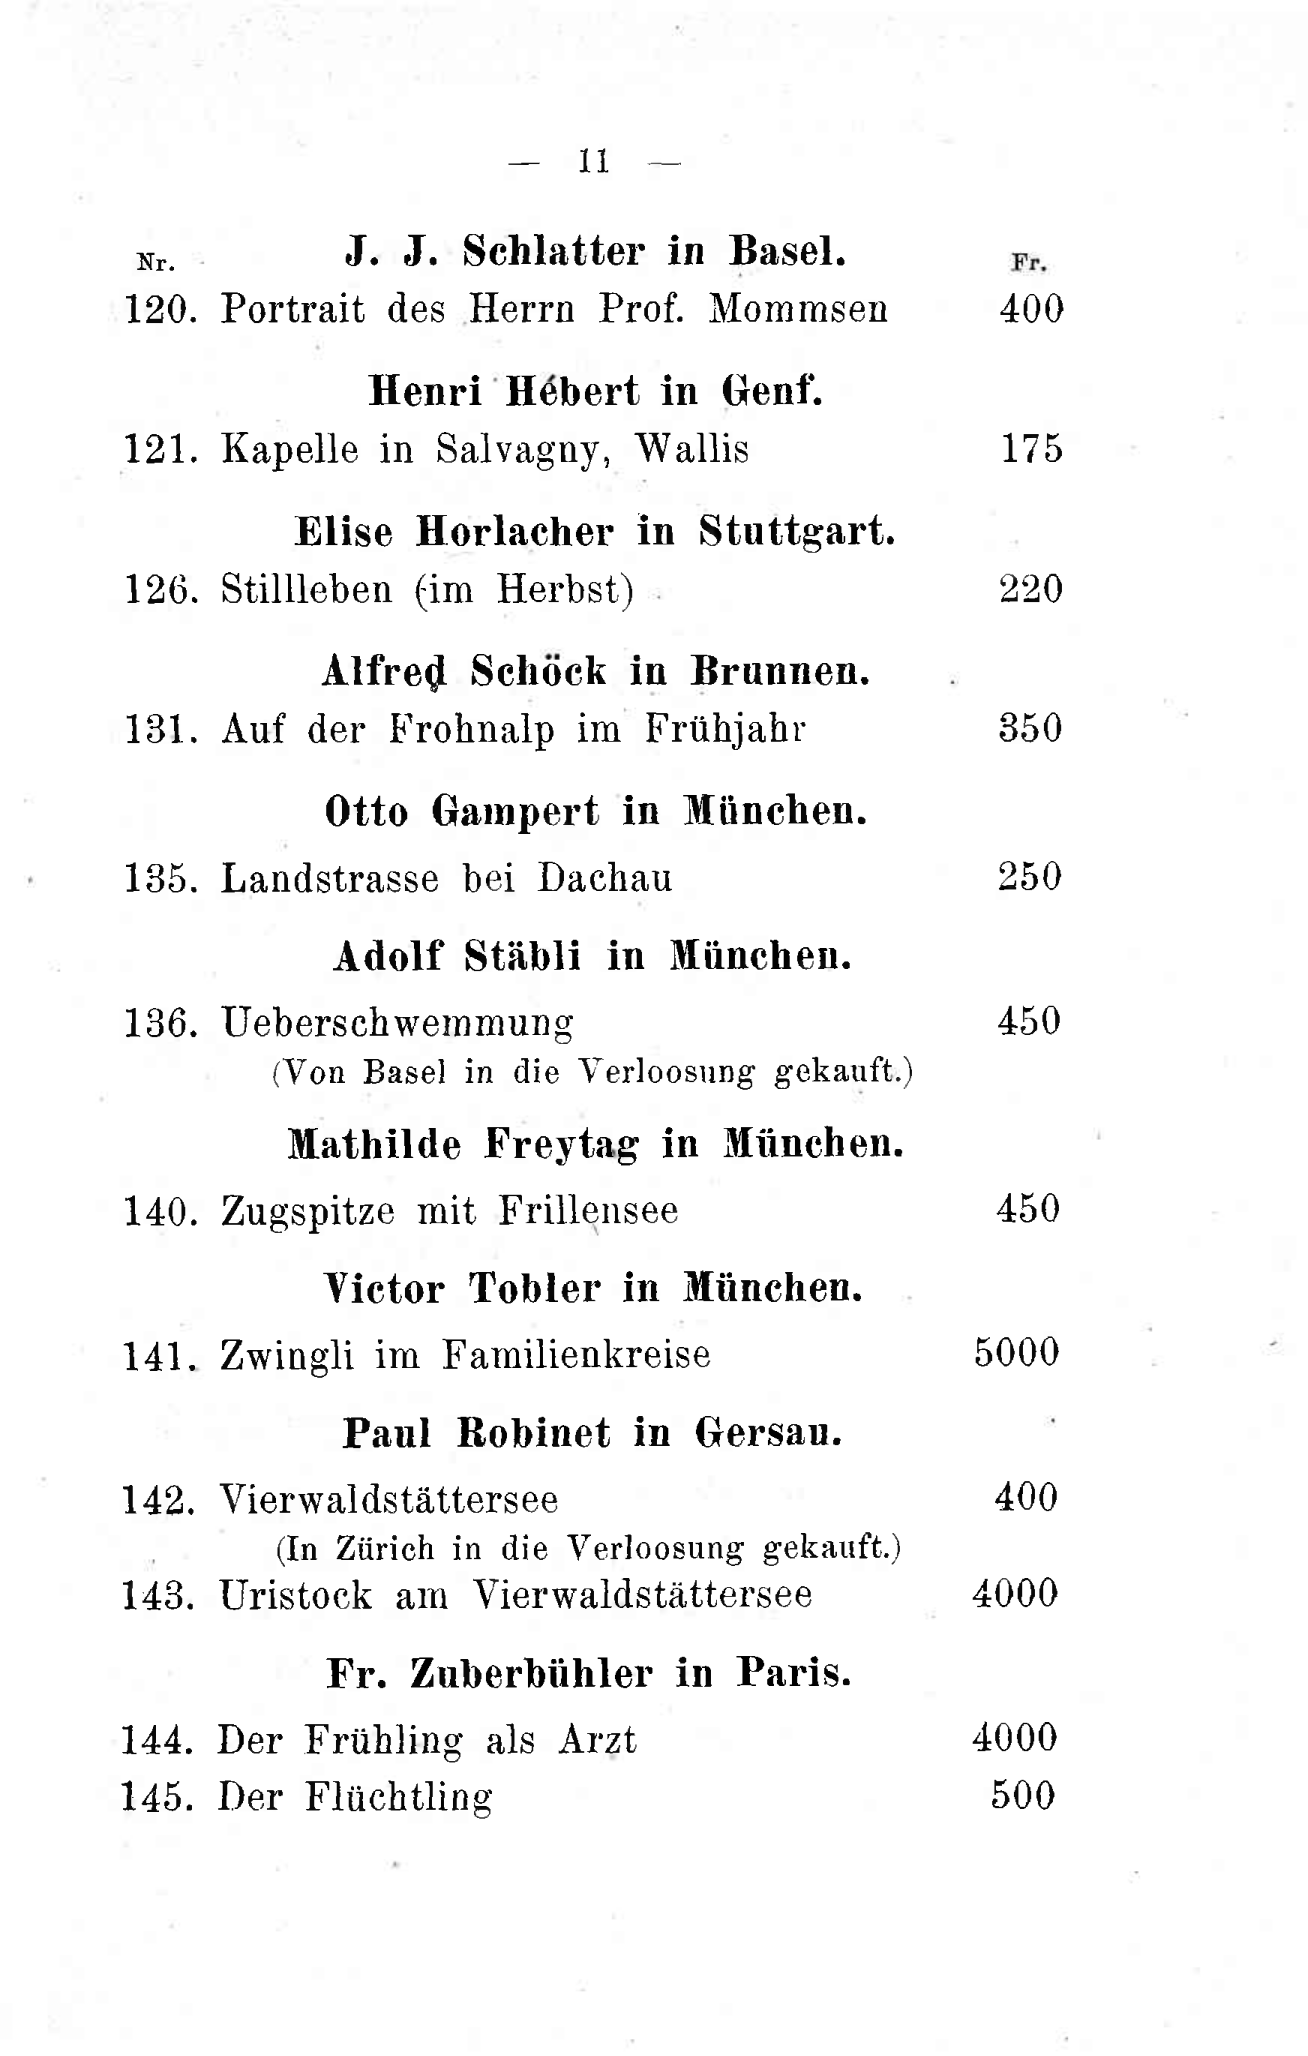 — 11 —
Nr. J. J. Schlatter in Basel. Fr.
120. Portrait des Herrn Prof. Mommsen 400
Henri Hébert in Genf.
121. Kapelle in Salvagny, Wallis 175
Elise Horlacher in Stuttgart.
126. Stillleben (im Herbst) 220
Alfred Schöck in Brunnen.
131. Auf der Frohnalp im Frühjahr 350
Otto Gampert in München.
135. Landstrasse bei Dachau 250
Adolf Stäbli in München.
136. Ueberschwemmung 450
(Von Basel in die Verloosung gekauft.)
Mathilde Freytag in München.
140. Zugspitze mit Frillensee 450
Victor Tobler in München.
141. Zwingli im Familienkreise 5000
Paul Robinet in Gersau.
142. Vierwaldstättersee 400
(In Zürich in die Verloosung gekauft.)
143. Uristock am Vierwaldstättersee 4000
Fr. Zuberbühler in Paris.
144. Der Frühling als Arzt 4000
145. Der Flüchtling 500